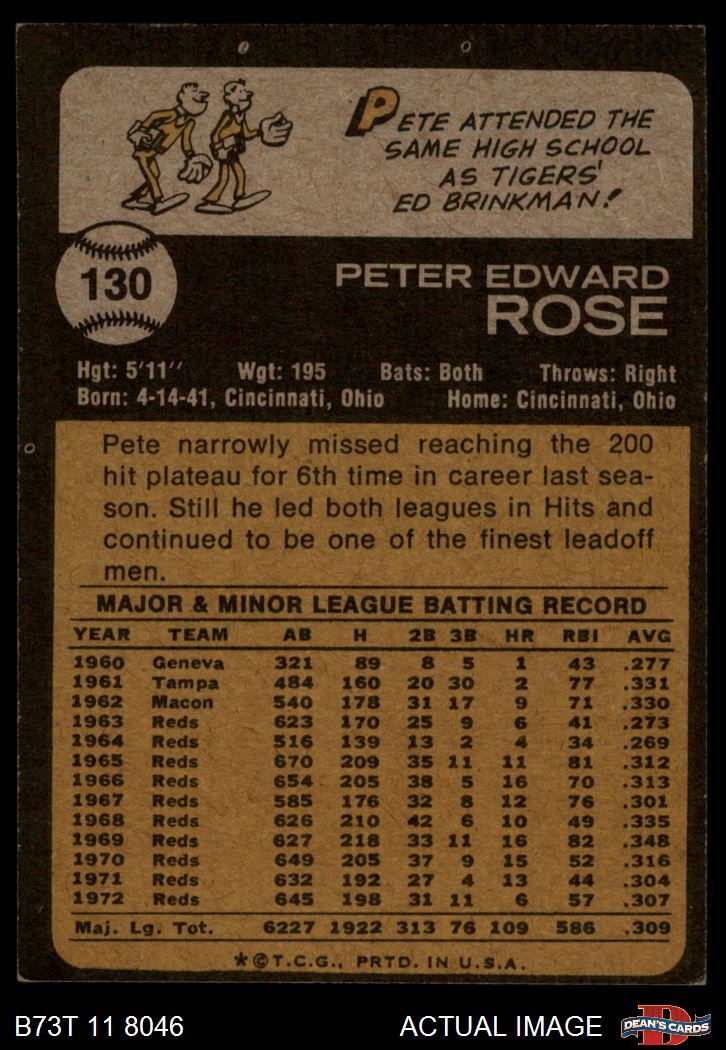 PETE ATTENDED THE
SAME HIGH SCHOOL
AS TIGERS'
ED BRINKMAN!
130
PETER EDWARD
ROSE
Hgt: 5'11'' Wgt: 195 Bats: Both Throws: Right
Born: 4-14-41, Cincinnati, Ohio Home: Cincinnati, Ohio
Pete narrowly missed reaching the 200
hit plateau for 6th time in career last sea-
son. Still he led both leagues in Hits and
continued to be one of the finest leadoff
men.
MAJOR & MINOR LEAGUE BATTING RECORD
YEAR TEAM AB H 2B 3B HR RBI AVG
1960 Geneva 321 89 8 5 1 43 .277
1961 Tampa 484 160 20 30 2 77 .331
1962 Macon 540 178 31 17 9 71 .330
1963 Reds 623 170 25 9 6 41 .273
1964 Reds 516 139 13 2 4 34 .269
1965 Reds 670 209 35 11 11 81 .312
1966 Reds 654 205 38 5 16 70 .313
1967 Reds 585 176 32 8 12 76 .301
1968 Reds 626 210 42 6 10 49 .335
1969 Reds 627 218 33 11 16 82 .348
1970 Reds 649 205 37 9 15 52 .316
1971 Reds 632 192 27 4 13 44 .304
1972 Reds 645 198 31 11 6 57 .307
Maj. Lg. Tot. 6227 1922 313 76 109 586 .309
*©T.C.G., PRTD. IN U.S.A.
B73T 11 8046 ACTUAL IMAGE
D
DEAN'S CARDS